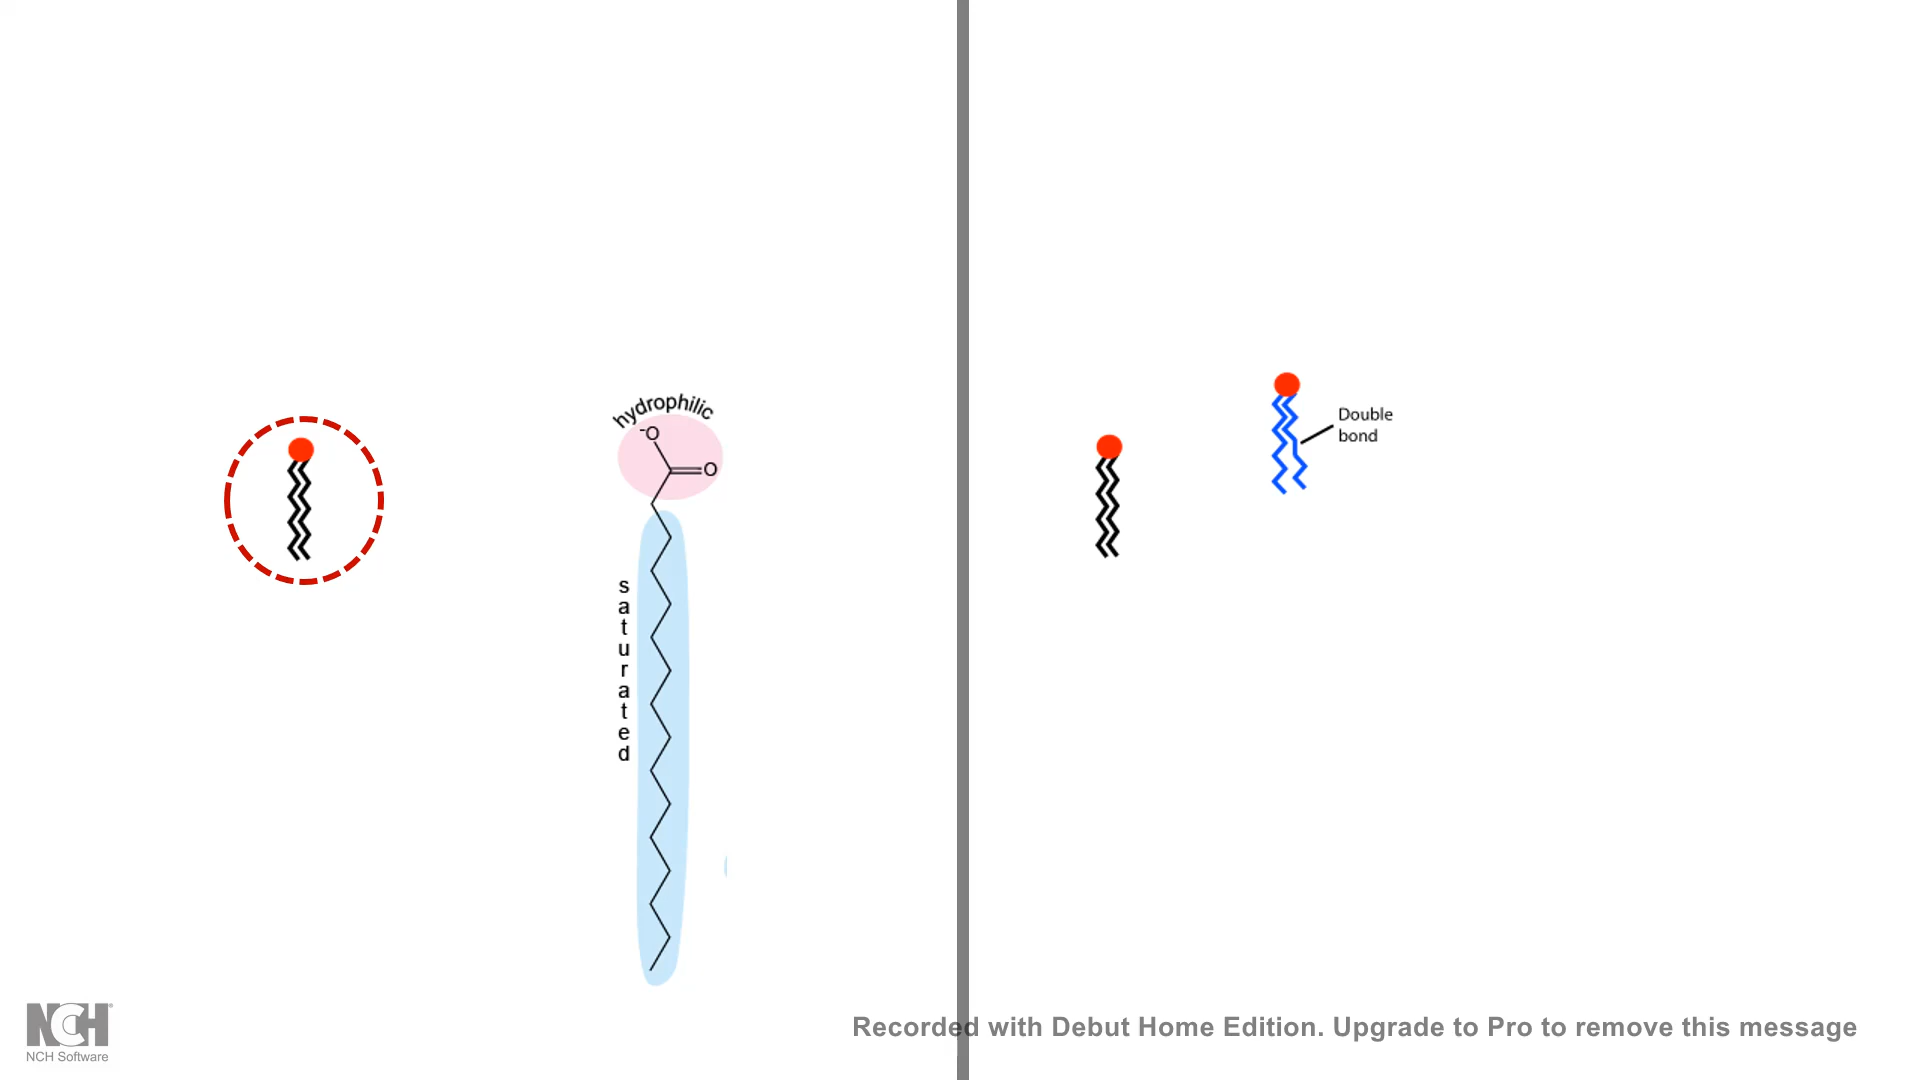 hydrophilic
-O
O
saturated
Double
bond
NCH
NCH Software
Recorded with Debut Home Edition. Upgrade to Pro to remove this message